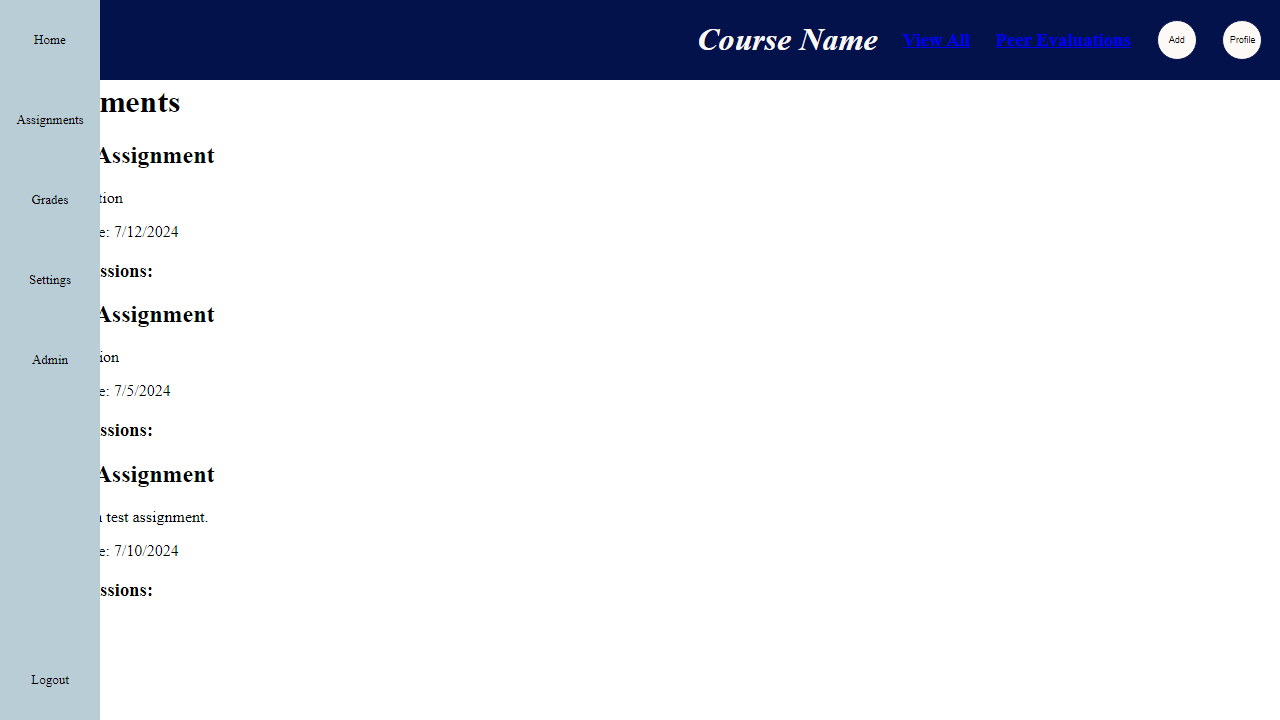 Home
Course Name View All Peer Evaluations Add Profile
ments
Assignments
Assignment
Grades
tion
e: 7/12/2024
Settings
ssions:
Assignment
Admin
ion
e: 7/5/2024
ssions:
Assignment
test assignment.
e: 7/10/2024
ssions:
Logout